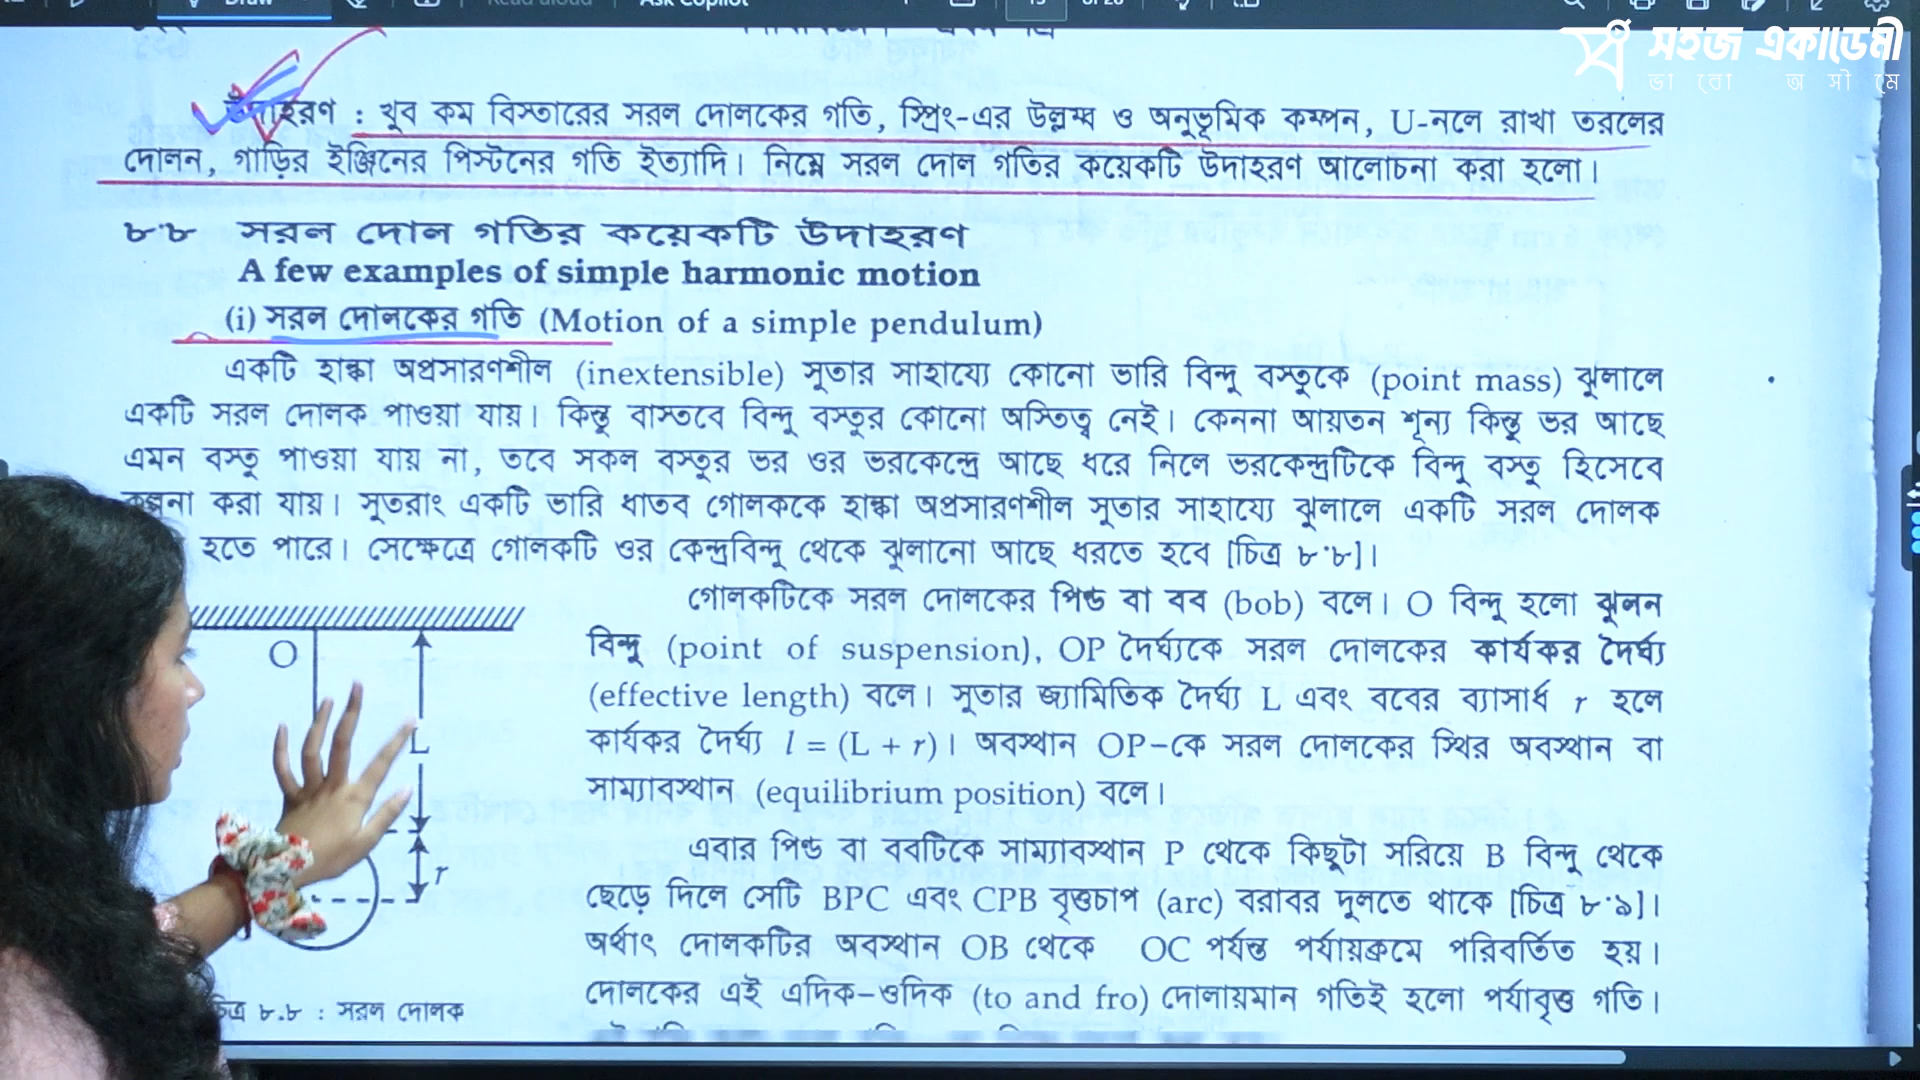 Draw
Read aloud
Ask Copilot
of 26
সহজ একাডেমী
ভাবো অসীমে
উদাহরণ : খুব কম বিস্তারের সরল দোলকের গতি, স্প্রিং-এর উল্লম্ব ও অনুভূমিক কম্পন, U-নলে রাখা তরলের
দোলন, গাড়ির ইঞ্জিনের পিস্টনের গতি ইত্যাদি। নিম্নে সরল দোল গতির কয়েকটি উদাহরণ আলোচনা করা হলো।
৮·৮ সরল দোল গতির কয়েকটি উদাহরণ
A few examples of simple harmonic motion
(i) সরল দোলকের গতি (Motion of a simple pendulum)
একটি হাল্কা অপ্রসারণশীল (inextensible) সূতার সাহায্যে কোনো ভারি বিন্দু বস্তুকে (point mass) ঝুলালে
একটি সরল দোলক পাওয়া যায়। কিন্তু বাস্তবে বিন্দু বস্তুর কোনো অস্তিত্ব নেই। কেননা আয়তন শূন্য কিন্তু ভর আছে
এমন বস্তু পাওয়া যায় না, তবে সকল বস্তুর ভর ওর ভরকেন্দ্রে আছে ধরে নিলে ভরকেন্দ্রটিকে বিন্দু বস্তু হিসেবে
কল্পনা করা যায়। সুতরাং একটি ভারি ধাতব গোলককে হাল্কা অপ্রসারণশীল সূতার সাহায্যে ঝুলালে একটি সরল দোলক
হতে পারে। সেক্ষেত্রে গোলকটি ওর কেন্দ্রবিন্দু থেকে ঝুলানো আছে ধরতে হবে [চিত্র ৮·৮]।
গোলকটিকে সরল দোলকের পিণ্ড বা বব (bob) বলে। O বিন্দু হলো ঝুলন
বিন্দু (point of suspension), OP দৈর্ঘ্যকে সরল দোলকের কার্যকর দৈর্ঘ্য
(effective length) বলে। সূতার জ্যামিতিক দৈর্ঘ্য L এবং ববের ব্যাসার্ধ r হলে
কার্যকর দৈর্ঘ্য l = (L + r)। অবস্থান OP-কে সরল দোলকের স্থির অবস্থান বা
সাম্যাবস্থান (equilibrium position) বলে।
এবার পিণ্ড বা ববটিকে সাম্যাবস্থান P থেকে কিছুটা সরিয়ে B বিন্দু থেকে
ছেড়ে দিলে সেটি BPC এবং CPB বৃত্তচাপ (arc) বরাবর দুলতে থাকে [চিত্র ৮·৯]।
অর্থাৎ দোলকটির অবস্থান OB থেকে OC পর্যন্ত পর্যায়ক্রমে পরিবর্তিত হয়।
দোলকের এই এদিক-ওদিক (to and fro) দোলায়মান গতিই হলো পর্যাবৃত্ত গতি।
O
L
r
চিত্র ৮.৮ : সরল দোলক